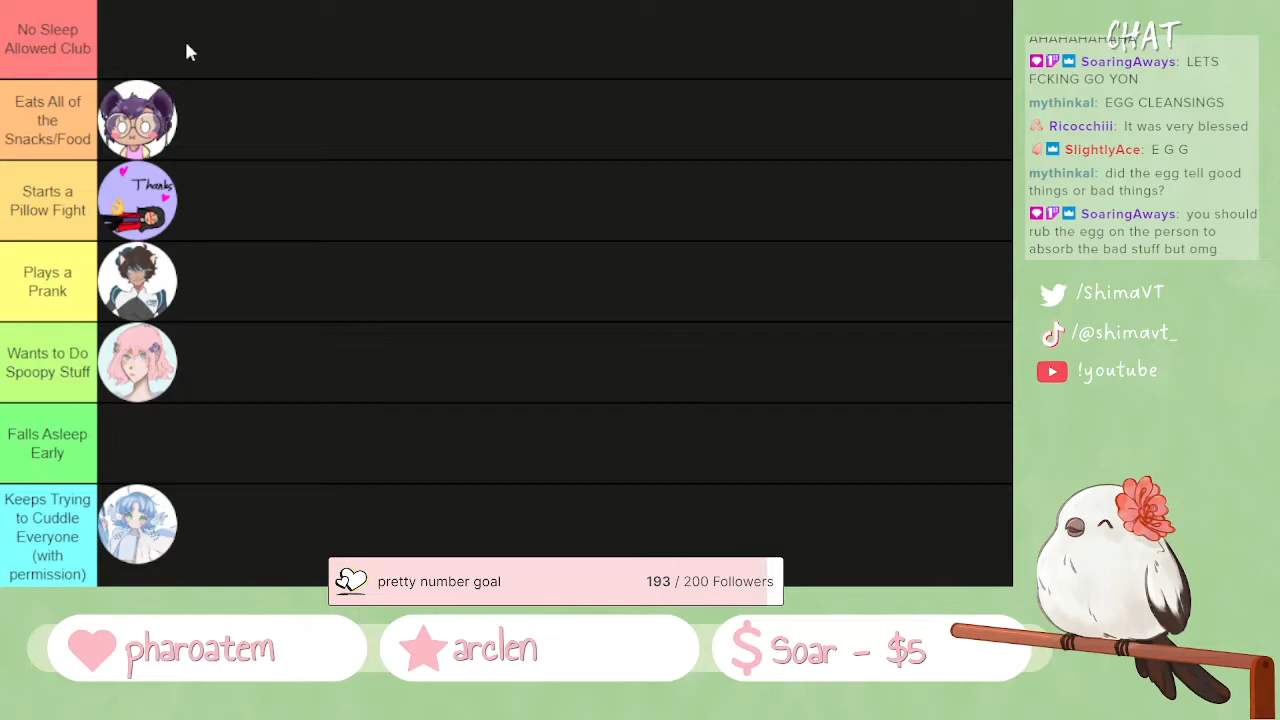 No Sleep
Allowed Club
Eats All of
the
Snacks/Food
Starts a
Pillow Fight
Thanks
Plays a
Prank
Wants to Do
Spoopy Stuff
Falls Asleep
Early
Keeps Trying
to Cuddle
Everyone
(with
permission)
pretty number goal
193 / 200 Followers
pharoatem
arclen
$ Soar - $5
CHAT
AHAHAHAHAHA
SoaringAways: LETS
FCKING GO YON
mythinkal: EGG CLEANSINGS
Ricocchiii: It was very blessed
SlightlyAce: E G G
mythinkal: did the egg tell good
things or bad things?
SoaringAways: you should
rub the egg on the person to
absorb the bad stuff but omg
/shimaVT
/@shimavt_
!youtube